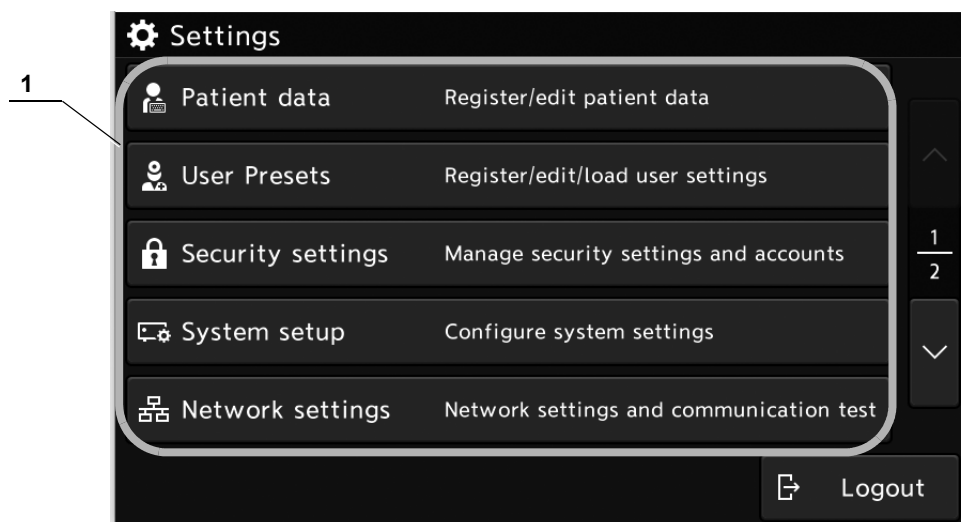 Settings
1
Patient data Register/edit patient data
User Presets Register/edit/load user settings
Security settings Manage security settings and accounts
1
2
System setup Configure system settings
Network settings Network settings and communication test
Logout